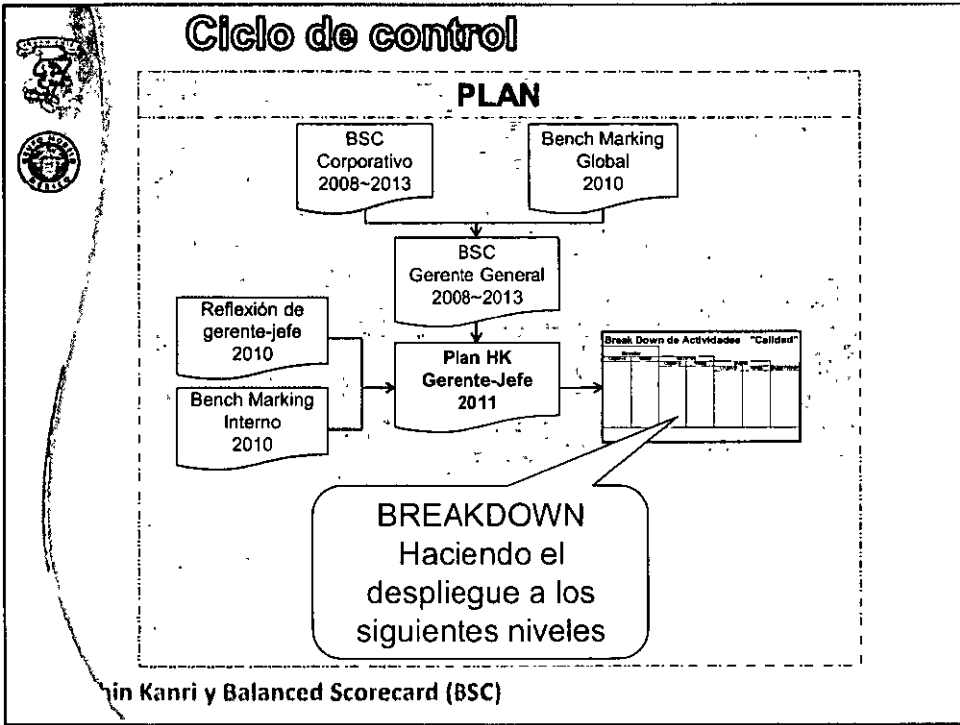 Ciclo de control
PLAN
BSC
Corporativo
2008~2013
Bench Marking
Global
2010
BSC
Gerente General
2008~2013
Reflexión de
gerente-jefe
2010
Bench Marking
Interno
2010
Plan HK
Gerente-Jefe
2011
Break Down de Actividades "Calidad"
BREAKDOWN
Haciendo el
despliegue a los
siguientes niveles
hin Kanri y Balanced Scorecard (BSC)